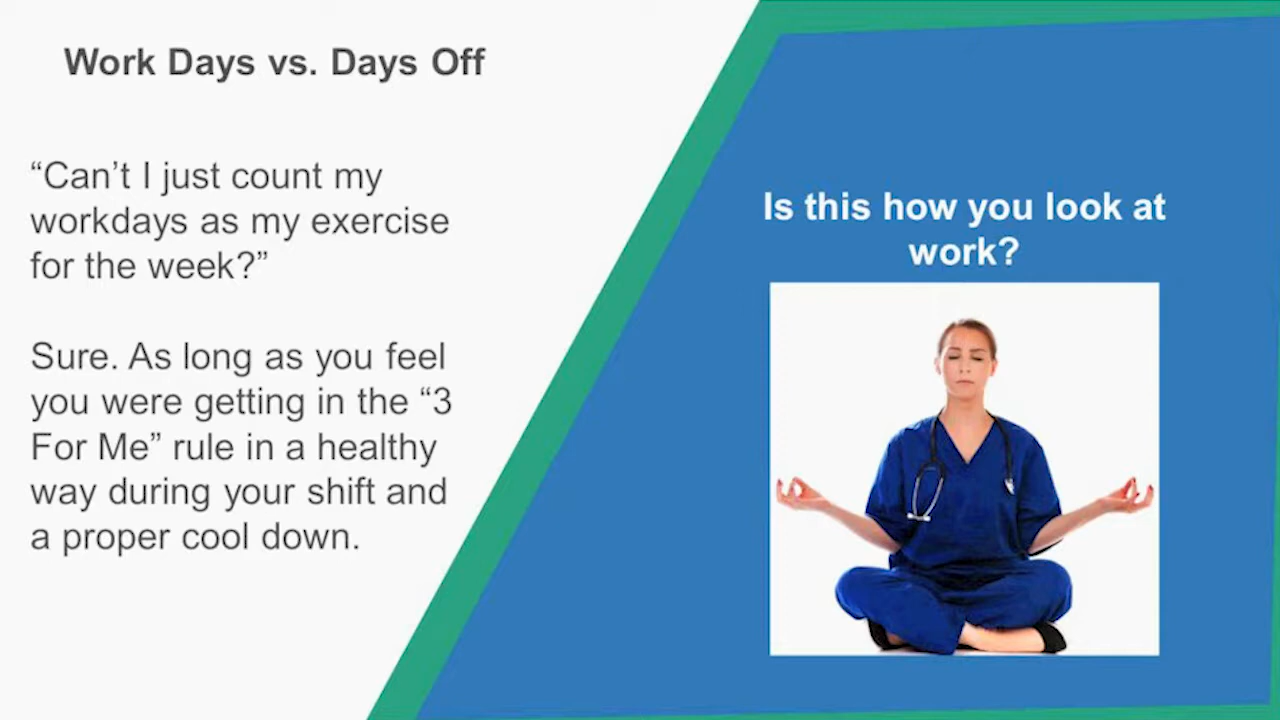 Work Days vs. Days Off
“Can’t I just count my
workdays as my exercise
for the week?”
Sure. As long as you feel
you were getting in the “3
For Me” rule in a healthy
way during your shift and
a proper cool down.
Is this how you look at
work?